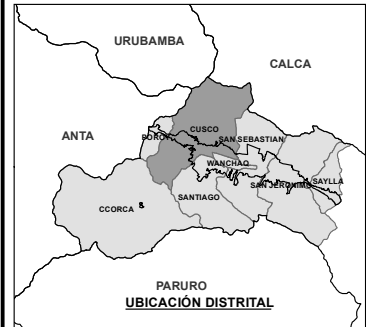 URUBAMBA
CALCA
ANTA
CUSCO
POROY
SAN SEBASTIAN
WANCHAQ
SAN JERONIMO
SAYLLA
CCORCA
SANTIAGO
PARURO
UBICACIÓN DISTRITAL